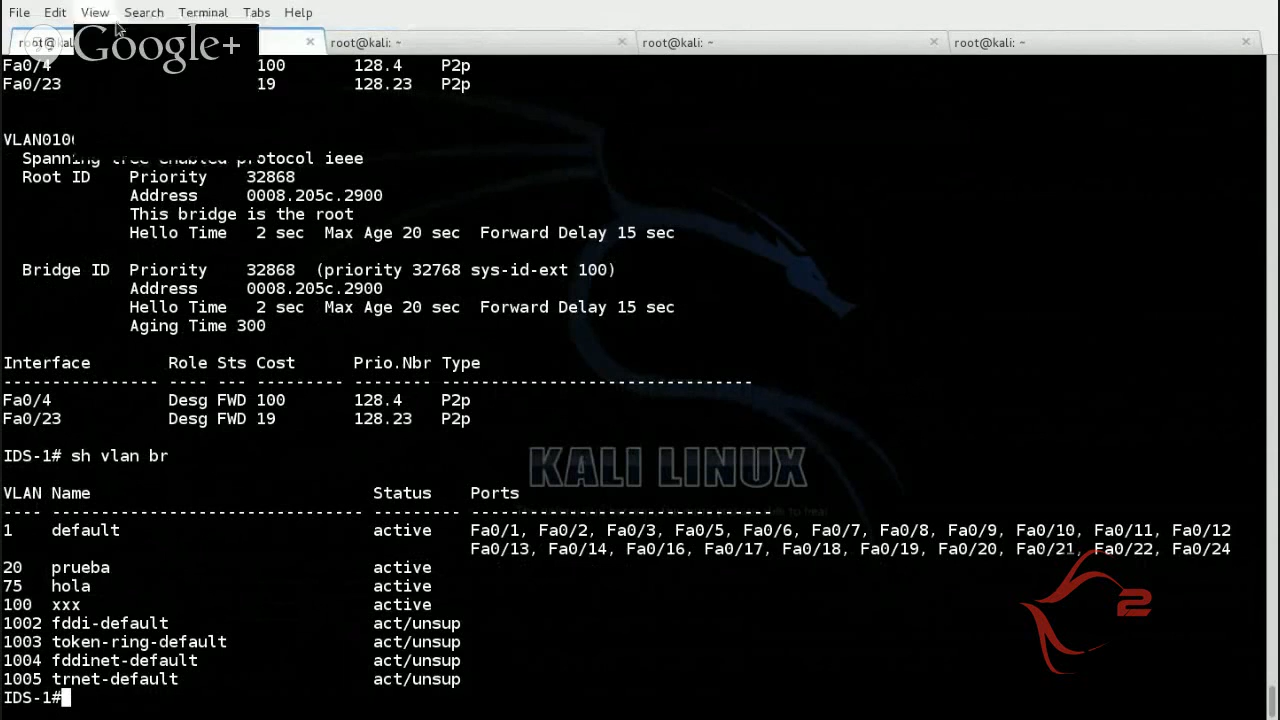 File Edit View Search Terminal Tabs Help
Google+
root@kali: ~ root@kali: ~ root@kali: ~
Fa0/4 100 128.4 P2p
Fa0/23 19 128.23 P2p
VLAN010
Spanning tree enabled protocol ieee
Root ID Priority 32868
Address 0008.205c.2900
This bridge is the root
Hello Time 2 sec Max Age 20 sec Forward Delay 15 sec
Bridge ID Priority 32868 (priority 32768 sys-id-ext 100)
Address 0008.205c.2900
Hello Time 2 sec Max Age 20 sec Forward Delay 15 sec
Aging Time 300
Interface Role Sts Cost Prio.Nbr Type
---------------- ---- --- --------- -------- --------------------------------
Fa0/4 Desg FWD 100 128.4 P2p
Fa0/23 Desg FWD 19 128.23 P2p
IDS-1# sh vlan br
KALI LINUX
VLAN Name Status Ports
---- -------------------------------- --------- -------------------------------
1 default active Fa0/1, Fa0/2, Fa0/3, Fa0/5, Fa0/6, Fa0/7, Fa0/8, Fa0/9, Fa0/10, Fa0/11, Fa0/12
Fa0/13, Fa0/14, Fa0/16, Fa0/17, Fa0/18, Fa0/19, Fa0/20, Fa0/21, Fa0/22, Fa0/24
20 prueba active
75 hola active
100 xxx active
2
1002 fddi-default act/unsup
1003 token-ring-default act/unsup
1004 fddinet-default act/unsup
1005 trnet-default act/unsup
IDS-1#